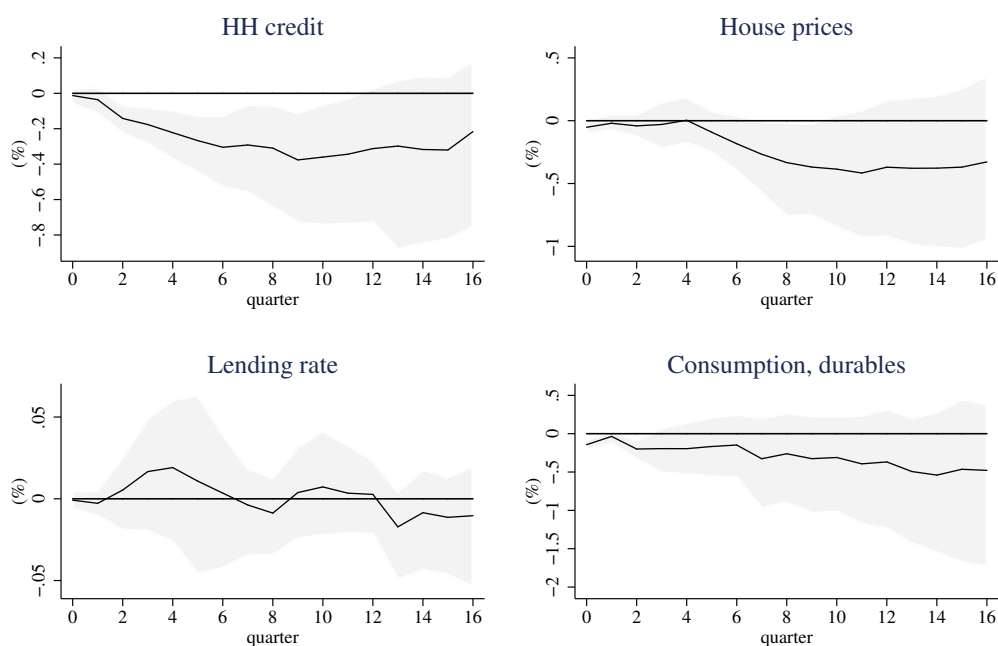 HH credit
(%)
.2
0
−.2
−.4
−.6
−.8
0 2 4 6 8 10 12 14 16
quarter
House prices
(%)
.5
0
−.5
−1
0 2 4 6 8 10 12 14 16
quarter
Lending rate
(%)
.05
0
−.05
0 2 4 6 8 10 12 14 16
quarter
Consumption, durables
(%)
.5
0
−.5
−1
−1.5
−2
0 2 4 6 8 10 12 14 16
quarter